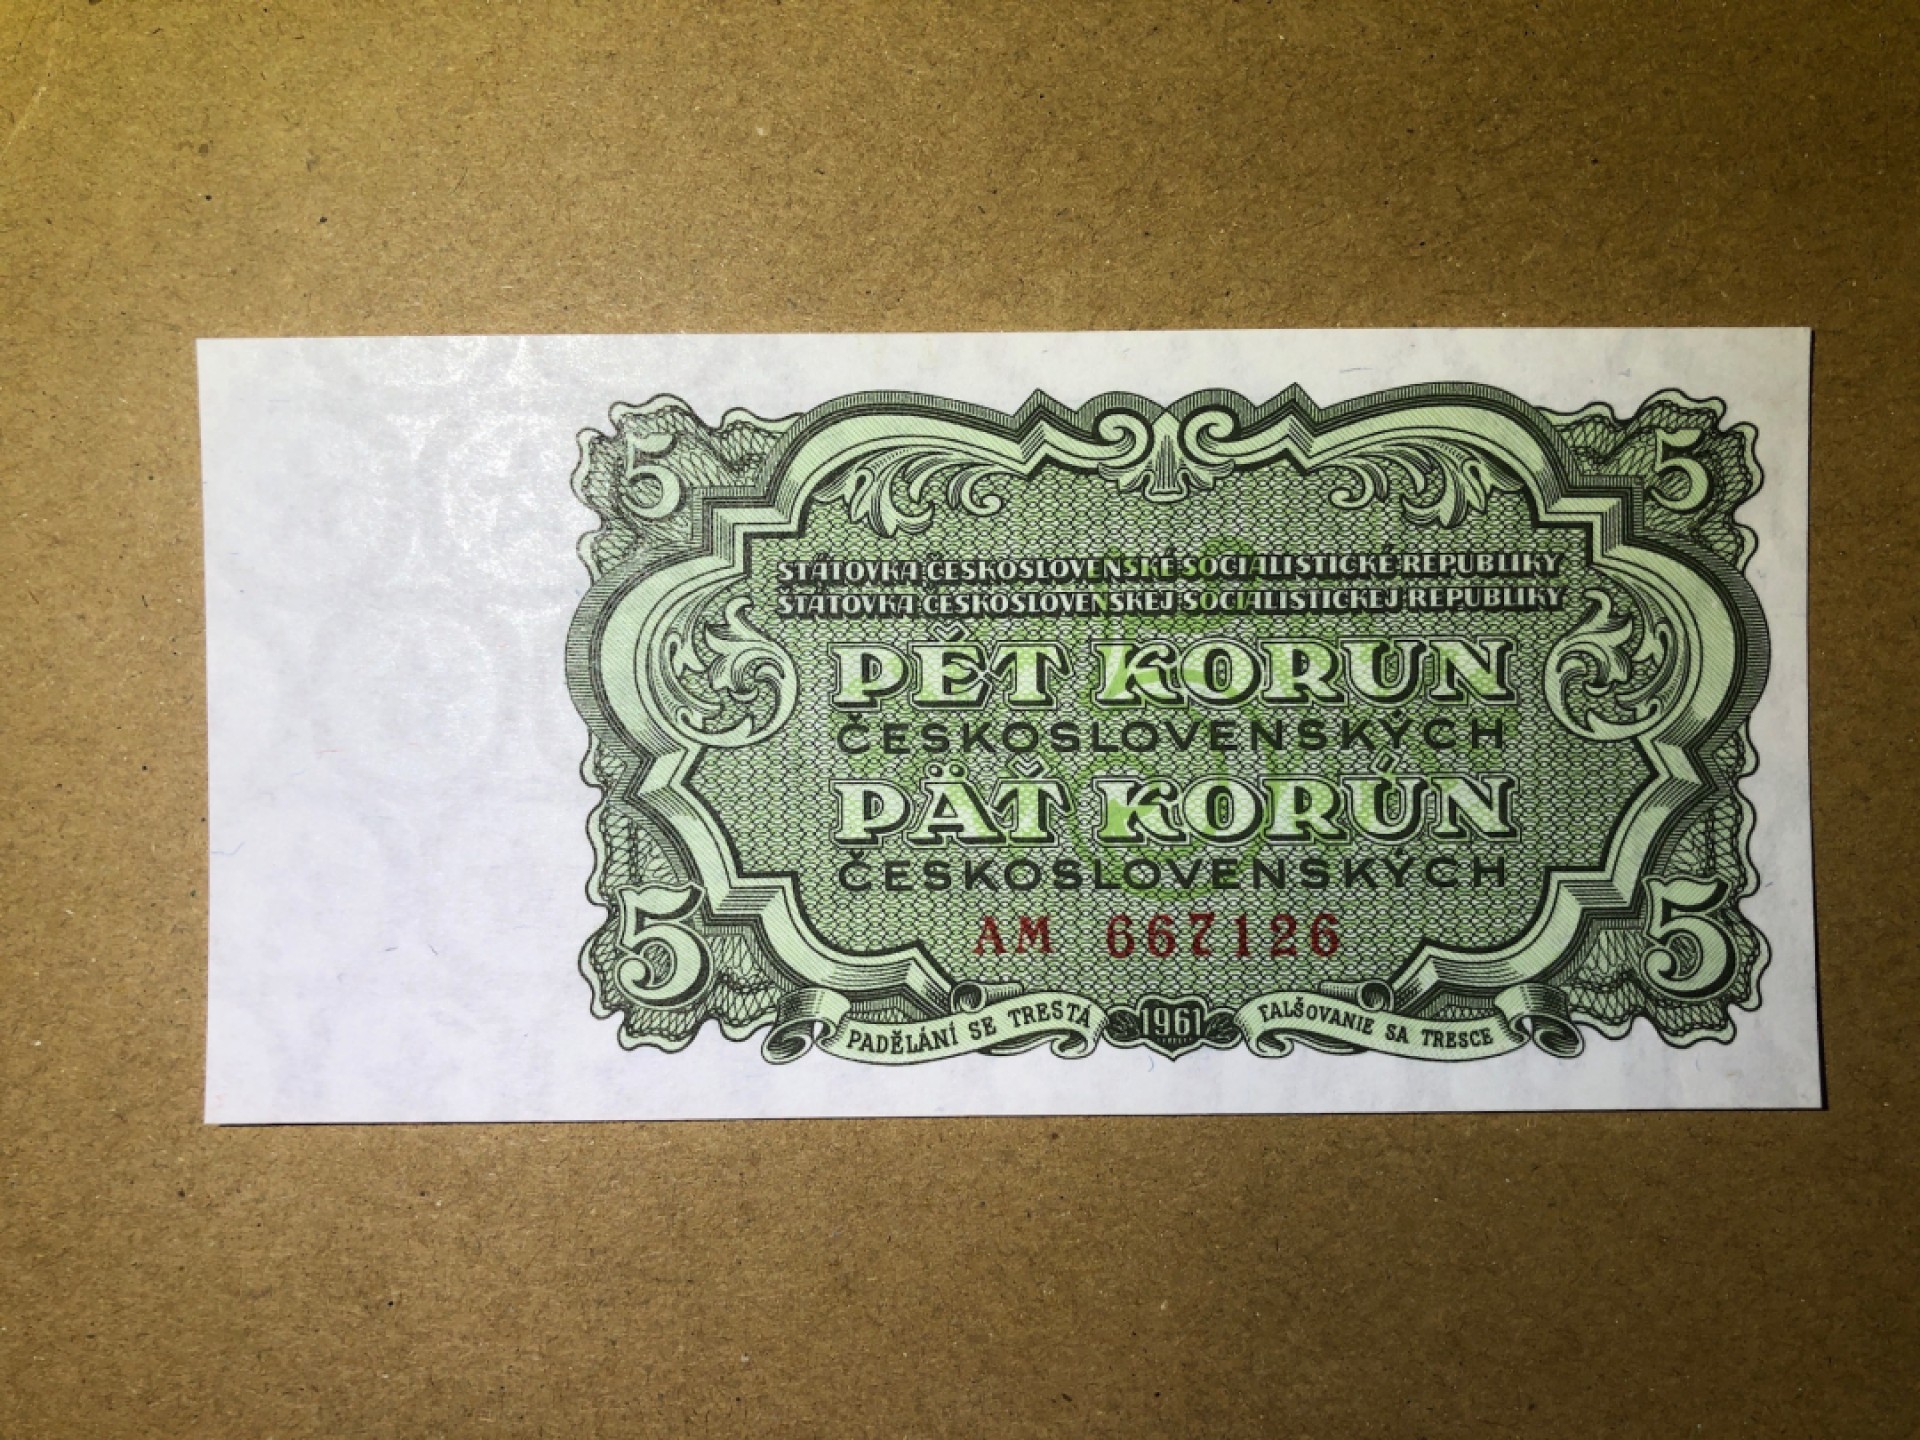 5 5
STÁTOVKA ČESKOSLOVENSKÉ SOCIALISTICKÉ REPUBLIKY
ŠTÁTOVKA ČESKOSLOVENSKEJ SOCIALISTICKEJ REPUBLIKY
PĚT KORUN
ČESKOSLOVENSKÝCH
PÄŤ KORÚN
ČESKOSLOVENSKÝCH
AM 667126
5 5
PADĚLÁNÍ SE TRESTÁ 1961 FALŠOVANIE SA TRESCE